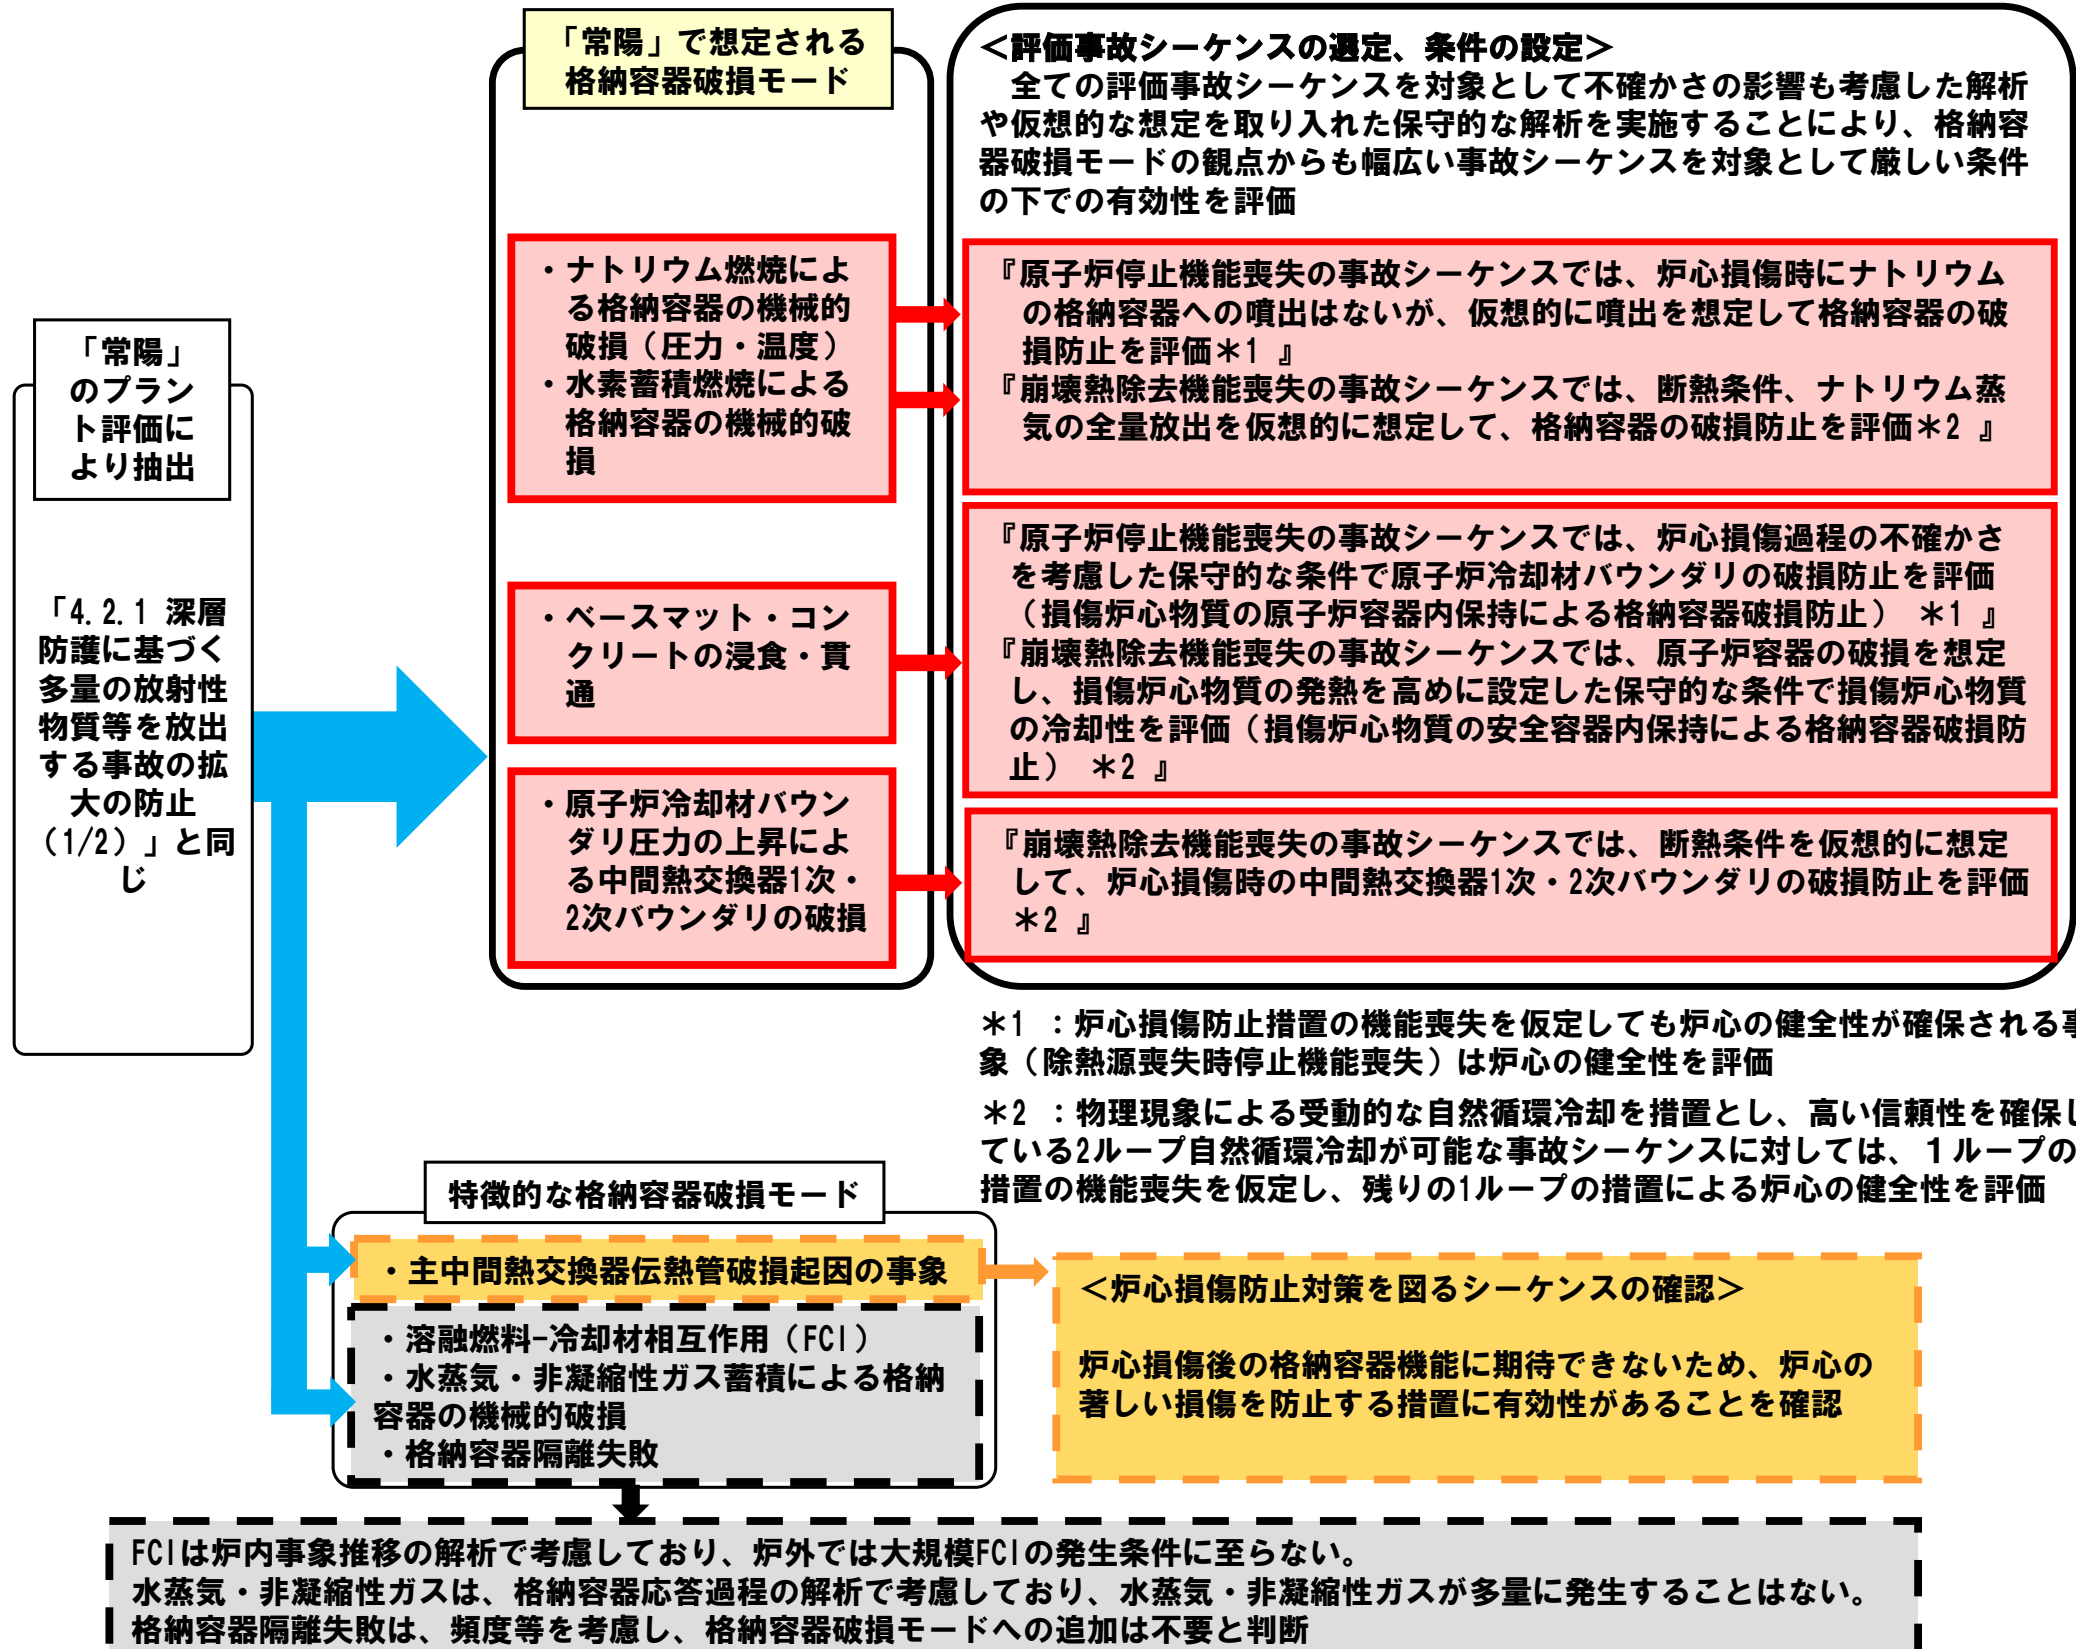 「常陽」
のプラン
ト評価に
より抽出
「4.2.1 深層
防護に基づく
多量の放射性
物質等を放出
する事故の拡
大の防止
（1/2）」と同
じ
「常陽」で想定される
格納容器破損モード
・ナトリウム燃焼によ
る格納容器の機械的
破損（圧力・温度）
・水素蓄積燃焼による
格納容器の機械的破
損
・ベースマット・コン
クリートの浸食・貫
通
・原子炉冷却材バウン
ダリ圧力の上昇によ
る中間熱交換器1次・
2次バウンダリの破損
＜評価事故シーケンスの選定、条件の設定＞
全ての評価事故シーケンスを対象として不確かさの影響も考慮した解析
や仮想的な想定を取り入れた保守的な解析を実施することにより、格納容
器破損モードの観点からも幅広い事故シーケンスを対象として厳しい条件
の下での有効性を評価
『原子炉停止機能喪失の事故シーケンスでは、炉心損傷時にナトリウム
の格納容器への噴出はないが、仮想的に噴出を想定して格納容器の破
損防止を評価＊1 』
『崩壊熱除去機能喪失の事故シーケンスでは、断熱条件、ナトリウム蒸
気の全量放出を仮想的に想定して、格納容器の破損防止を評価＊2 』
『原子炉停止機能喪失の事故シーケンスでは、炉心損傷過程の不確かさ
を考慮した保守的な条件で原子炉冷却材バウンダリの破損防止を評価
（損傷炉心物質の原子炉容器内保持による格納容器破損防止） ＊1 』
『崩壊熱除去機能喪失の事故シーケンスでは、原子炉容器の破損を想定
し、損傷炉心物質の発熱を高めに設定した保守的な条件で損傷炉心物質
の冷却性を評価（損傷炉心物質の安全容器内保持による格納容器破損防
止） ＊2 』
『崩壊熱除去機能喪失の事故シーケンスでは、断熱条件を仮想的に想定
して、炉心損傷時の中間熱交換器1次・2次バウンダリの破損防止を評価
＊2 』
＊1 ：炉心損傷防止措置の機能喪失を仮定しても炉心の健全性が確保される事
象（除熱源喪失時停止機能喪失）は炉心の健全性を評価
＊2 ：物理現象による受動的な自然循環冷却を措置とし、高い信頼性を確保し
ている2ループ自然循環冷却が可能な事故シーケンスに対しては、１ループの
措置の機能喪失を仮定し、残りの1ループの措置による炉心の健全性を評価
特徴的な格納容器破損モード
・主中間熱交換器伝熱管破損起因の事象
・溶融燃料-冷却材相互作用（FCI）
・水蒸気・非凝縮性ガス蓄積による格納
容器の機械的破損
・格納容器隔離失敗
＜炉心損傷防止対策を図るシーケンスの確認＞
炉心損傷後の格納容器機能に期待できないため、炉心の
著しい損傷を防止する措置に有効性があることを確認
FCIは炉内事象推移の解析で考慮しており、炉外では大規模FCIの発生条件に至らない。
水蒸気・非凝縮性ガスは、格納容器応答過程の解析で考慮しており、水蒸気・非凝縮性ガスが多量に発生することはない。
格納容器隔離失敗は、頻度等を考慮し、格納容器破損モードへの追加は不要と判断